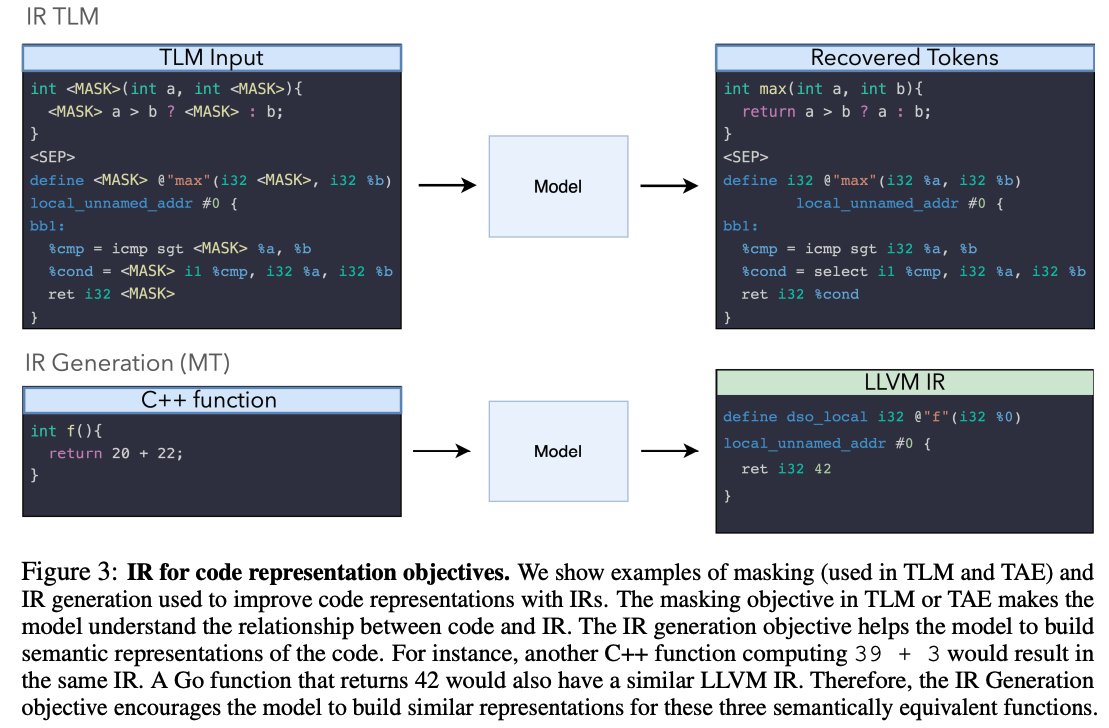 IR TLM
TLM Input
int <MASK>(int a, int <MASK>){
<MASK> a > b ? <MASK> : b;
}
<SEP>
define <MASK> @"max"(i32 <MASK>, i32 %b)
local_unnamed_addr #0 {
bb1:
%cmp = icmp sgt <MASK> %a, %b
%cond = <MASK> i1 %cmp, i32 %a, i32 %b
ret i32 <MASK>
}
Model
Recovered Tokens
int max(int a, int b){
return a > b ? a : b;
}
<SEP>
define i32 @"max"(i32 %a, i32 %b)
local_unnamed_addr #0 {
bb1:
%cmp = icmp sgt i32 %a, %b
%cond = select i1 %cmp, i32 %a, i32 %b
ret i32 %cond
}
IR Generation (MT)
C++ function
int f(){
return 20 + 22;
}
Model
LLVM IR
define dso_local i32 @"f"(i32 %0)
local_unnamed_addr #0 {
ret i32 42
}
Figure 3: IR for code representation objectives. We show examples of masking (used in TLM and TAE) and
IR generation used to improve code representations with IRs. The masking objective in TLM or TAE makes the
model understand the relationship between code and IR. The IR generation objective helps the model to build
semantic representations of the code. For instance, another C++ function computing 39 + 3 would result in
the same IR. A Go function that returns 42 would also have a similar LLVM IR. Therefore, the IR Generation
objective encourages the model to build similar representations for these three semantically equivalent functions.